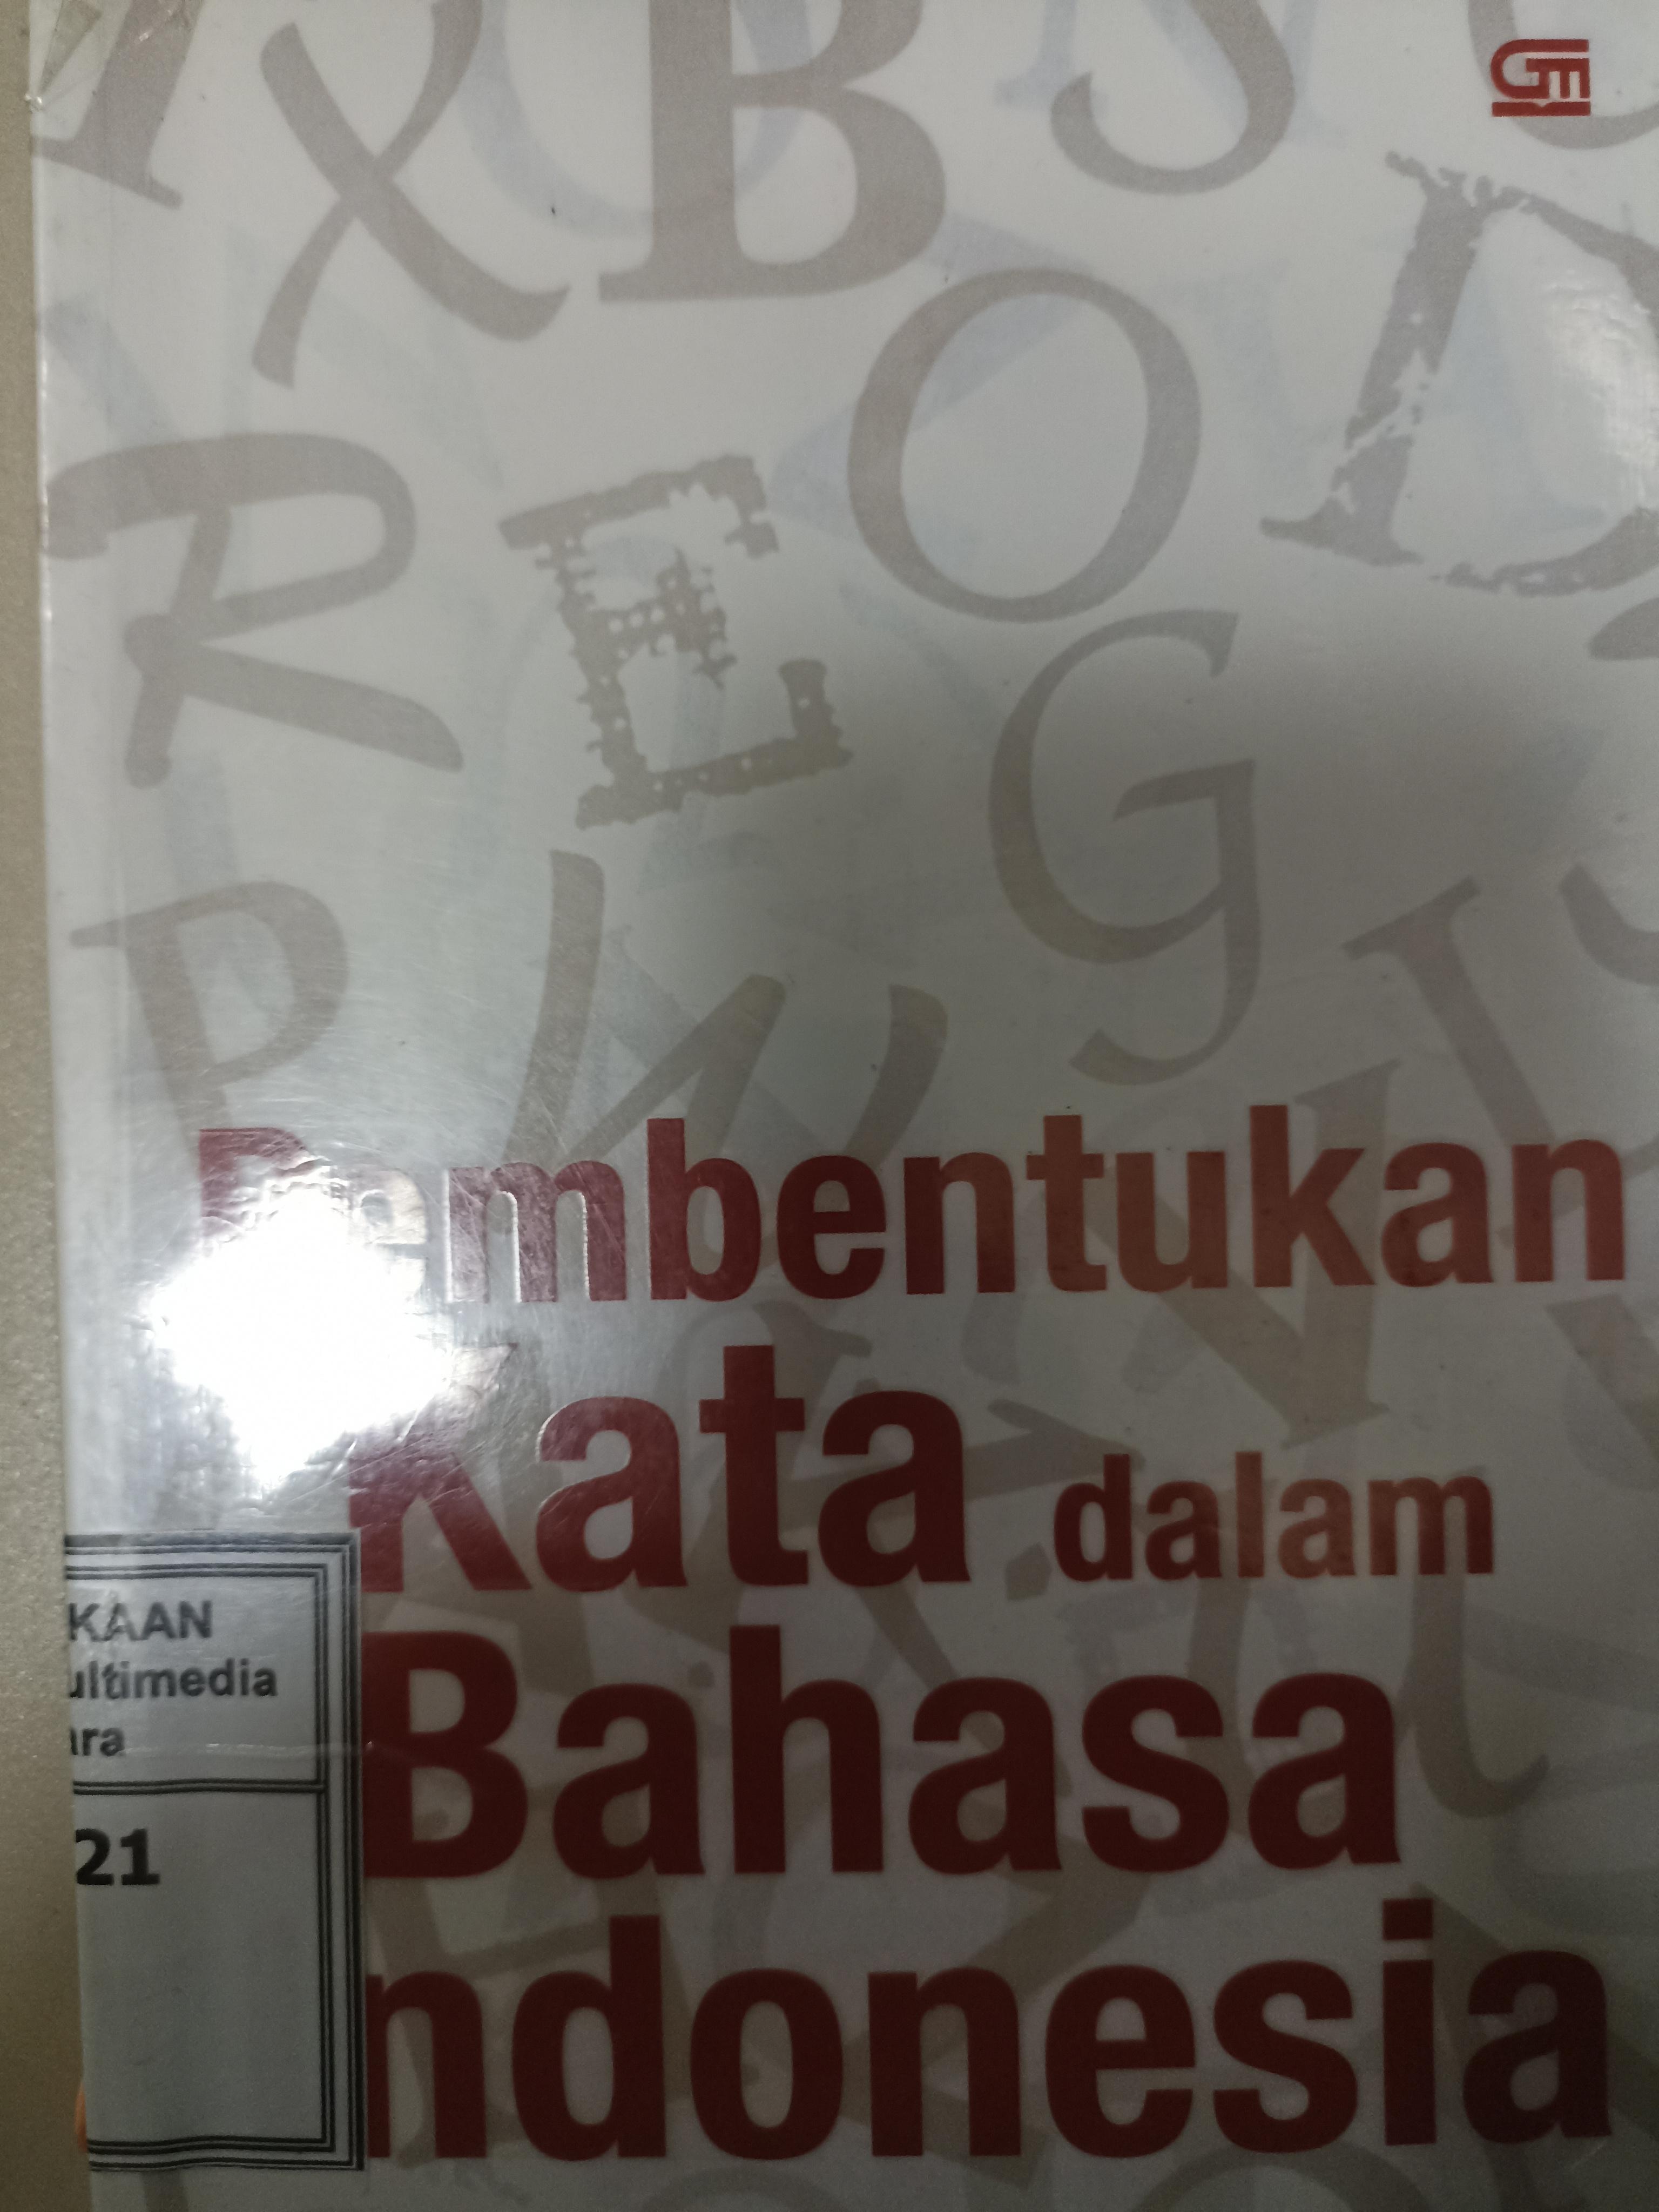 GM
Pembentukan
Kata dalam
Bahasa
Indonesia
KAAN
ultimedia
ara
21